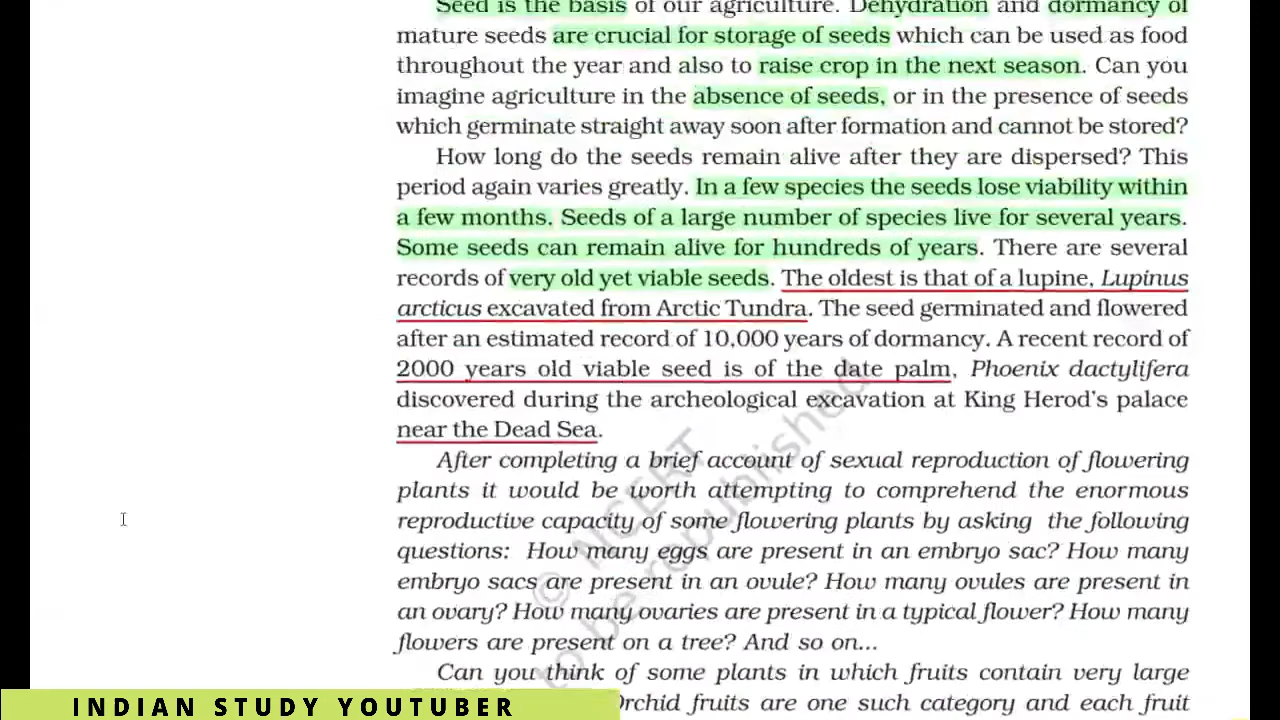 Seed is the basis of our agriculture. Dehydration and dormancy of
mature seeds are crucial for storage of seeds which can be used as food
throughout the year and also to raise crop in the next season. Can you
imagine agriculture in the absence of seeds, or in the presence of seeds
which germinate straight away soon after formation and cannot be stored?
How long do the seeds remain alive after they are dispersed? This
period again varies greatly. In a few species the seeds lose viability within
a few months. Seeds of a large number of species live for several years.
Some seeds can remain alive for hundreds of years. There are several
records of very old yet viable seeds. The oldest is that of a lupine, Lupinus
arcticus excavated from Arctic Tundra. The seed germinated and flowered
after an estimated record of 10,000 years of dormancy. A recent record of
2000 years old viable seed is of the date palm, Phoenix dactylifera
discovered during the archeological excavation at King Herod's palace
near the Dead Sea.
After completing a brief account of sexual reproduction of flowering
plants it would be worth attempting to comprehend the enormous
reproductive capacity of some flowering plants by asking the following
questions: How many eggs are present in an embryo sac? How many
embryo sacs are present in an ovule? How many ovules are present in
an ovary? How many ovaries are present in a typical flower? How many
flowers are present on a tree? And so on...
Can you think of some plants in which fruits contain very large
Orchid fruits are one such category and each fruit
© NCERT
to be republished
INDIAN STUDY YOUTUBER